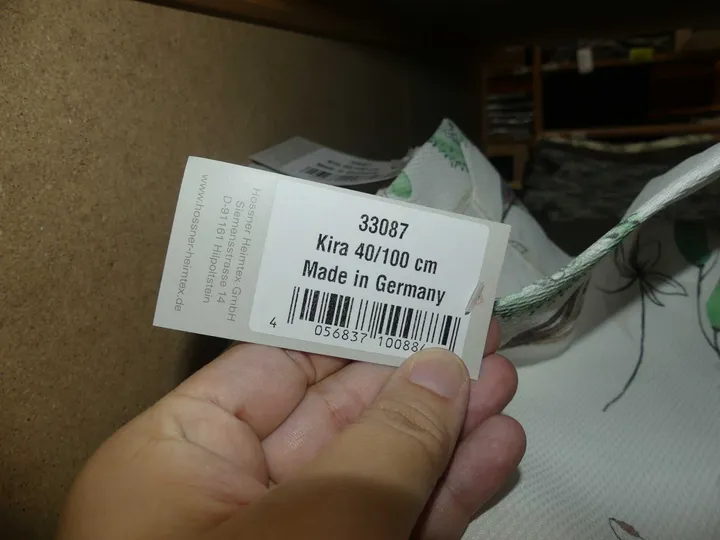 33087
Kira 40/100 cm
Made in Germany
4 056837 10088
Hossner Heimtex GmbH
Siemensstrasse 14
D-91161 Hilpoltstein
www.hossner-heimtex.de